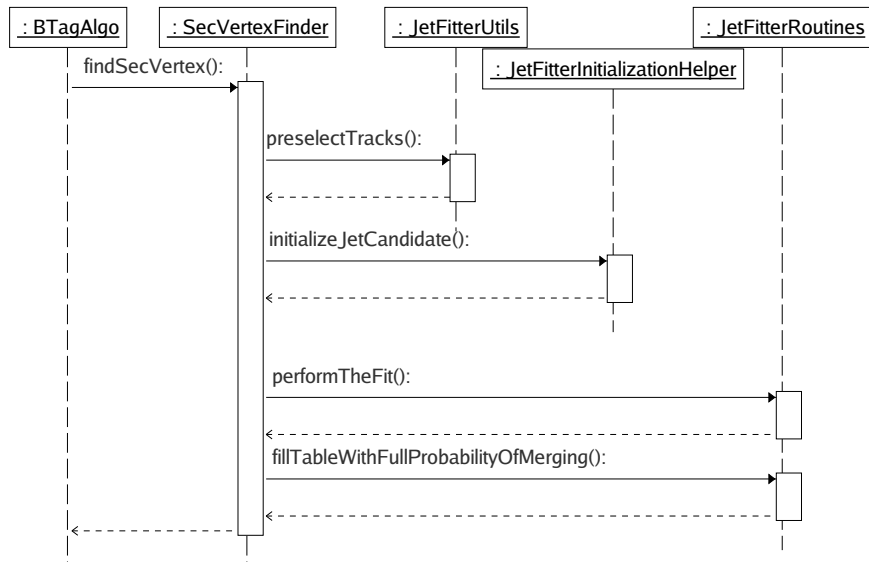 : BTagAlgo
: SecVertexFinder
: JetFitterUtils
: JetFitterRoutines
: JetFitterInitializationHelper
findSecVertex():
preselectTracks():
initializeJetCandidate():
performTheFit():
fillTableWithFullProbabilityOfMerging():